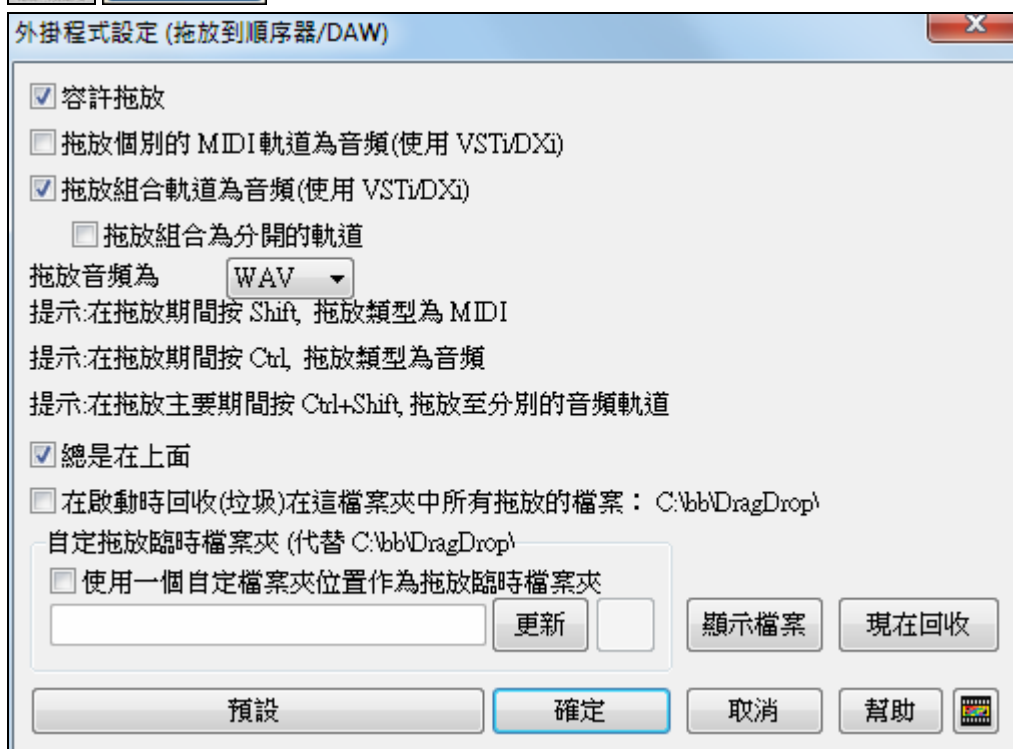 外掛程式設定 (拖放到順序器/DAW)
容許拖放
拖放個別的 MIDI 軌道為音頻(使用 VSTi/DXi)
拖放組合軌道為音頻(使用 VSTi/DXi)
拖放組合為分開的軌道
拖放音頻為 WAV
提示:在拖放期間按 Shift, 拖放類型為 MIDI
提示:在拖放期間按 Ctrl, 拖放類型為音頻
提示:在拖放主要期間按 Ctrl+Shift, 拖放至分別的音頻軌道
總是在上面
在啟動時回收(垃圾)在這檔案夾中所有拖放的檔案： C:\bb\DragDrop\
自定拖放臨時檔案夾 (代替 C:\bb\DragDrop\
使用一個自定檔案夾位置作為拖放臨時檔案夾
更新 顯示檔案 現在回收
預設 確定 取消 幫助